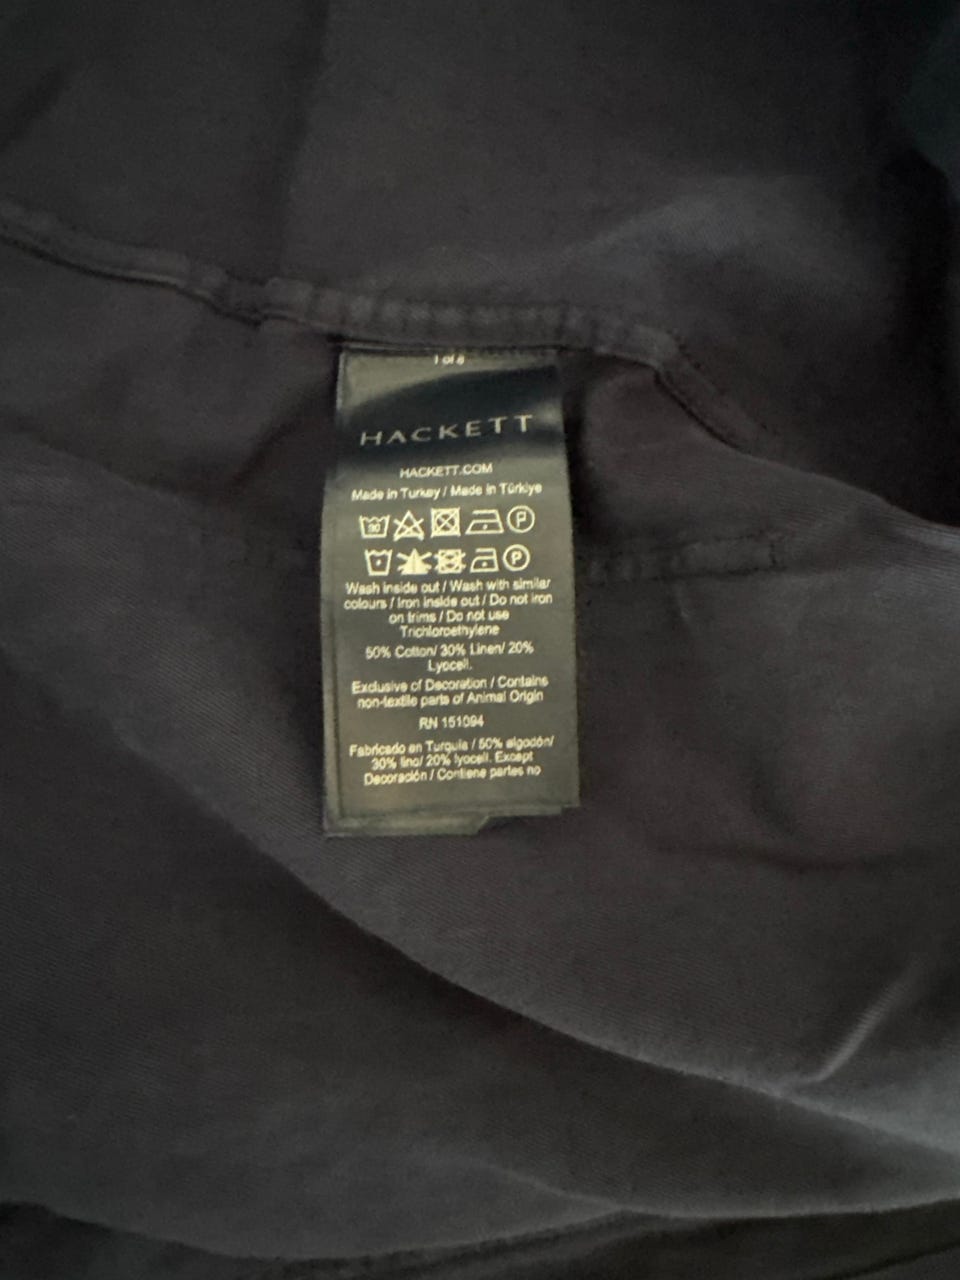 1 of 8
HACKETT
HACKETT.COM
Made in Turkey / Made in Türkiye
30
P
P
Wash inside out / Wash with similar
colours / Iron inside out / Do not iron
on trims / Do not use
Trichloroethylene
50% Cotton/ 30% Linen/ 20%
Lyocell.
Exclusive of Decoration / Contains
non-textile parts of Animal Origin
RN 151094
Fabricado en Turquía / 50% algodón/
30% lino/ 20% lyocell. Except
Decoración / Contiene partes no